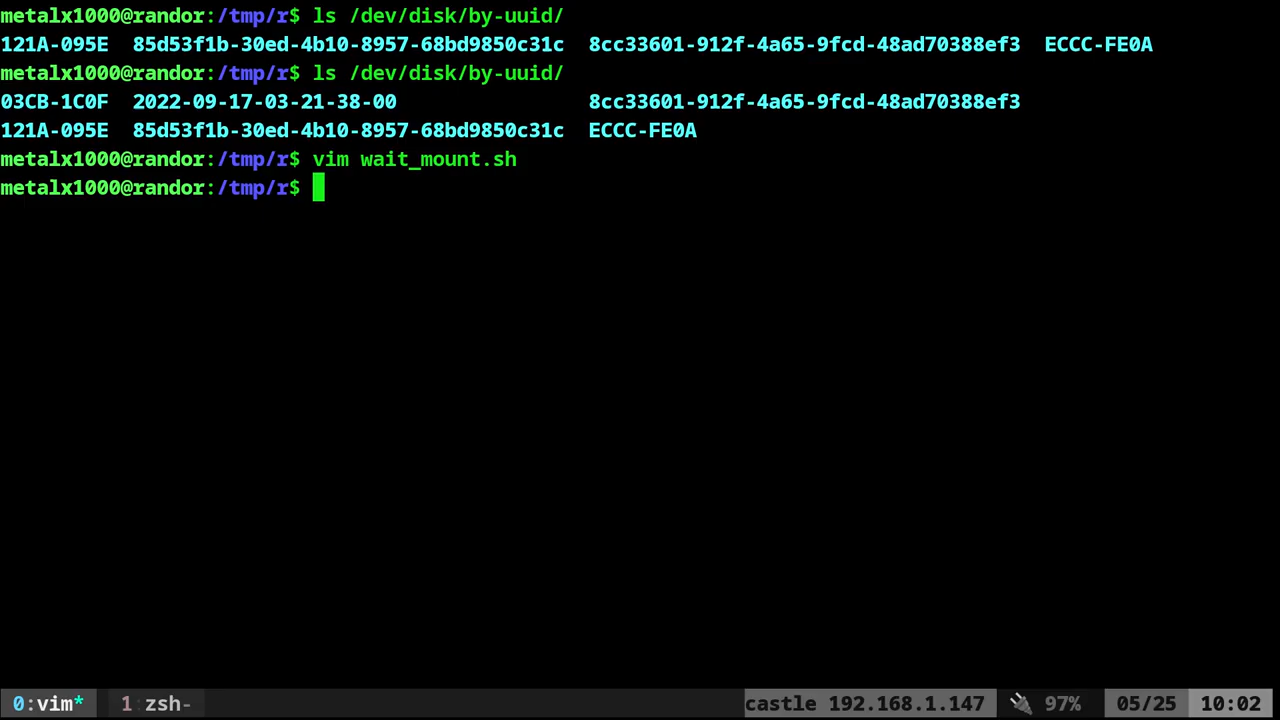 metalx1000@randor:/tmp/r$ ls /dev/disk/by-uuid/
121A-095E  85d53f1b-30ed-4b10-8957-68bd9850c31c  8cc33601-912f-4a65-9fcd-48ad70388ef3  ECCC-FE0A
metalx1000@randor:/tmp/r$ ls /dev/disk/by-uuid/
03CB-1C0F  2022-09-17-03-21-38-00                8cc33601-912f-4a65-9fcd-48ad70388ef3
121A-095E  85d53f1b-30ed-4b10-8957-68bd9850c31c  ECCC-FE0A
metalx1000@randor:/tmp/r$ vim wait_mount.sh
metalx1000@randor:/tmp/r$
0:vim*  1 zsh-  castle 192.168.1.147  97%  05/25  10:02